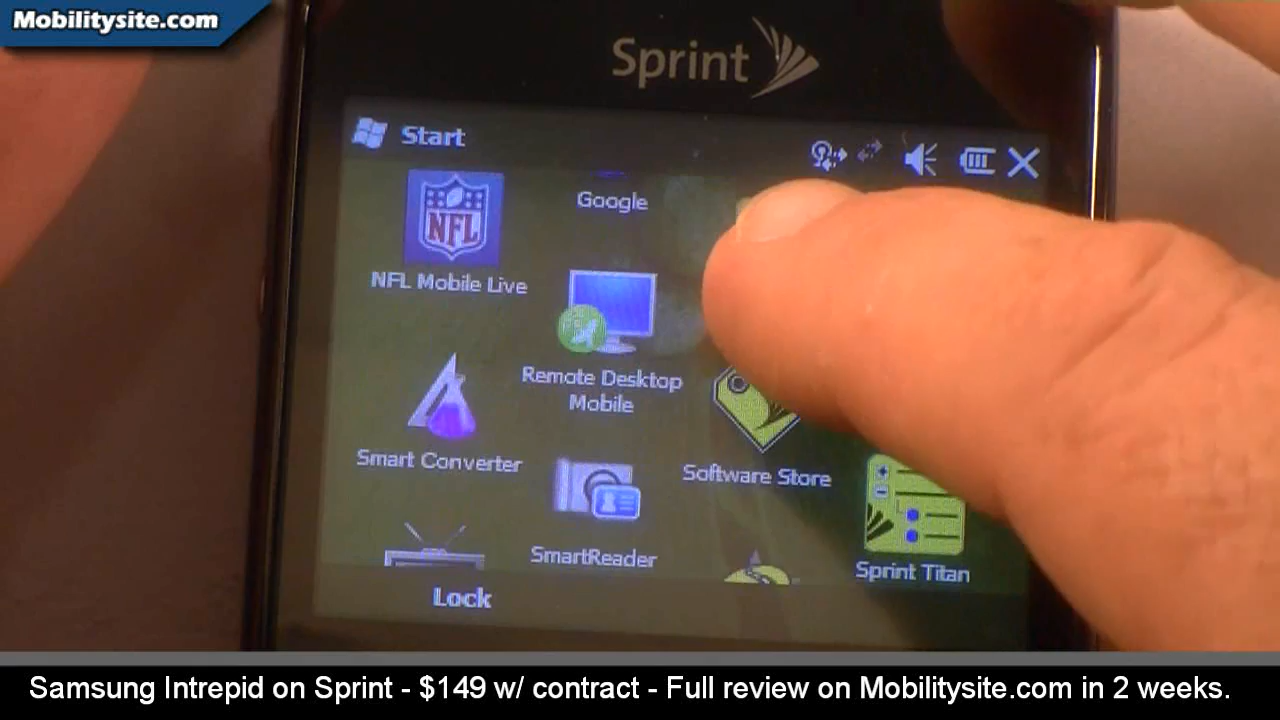 Mobilitysite.com
Sprint
Start
Google
NFL
NFL Mobile Live
Remote Desktop
Mobile
Smart Converter
Software Store
SmartReader
Sprint Titan
Lock
Samsung Intrepid on Sprint - $149 w/ contract - Full review on Mobilitysite.com in 2 weeks.